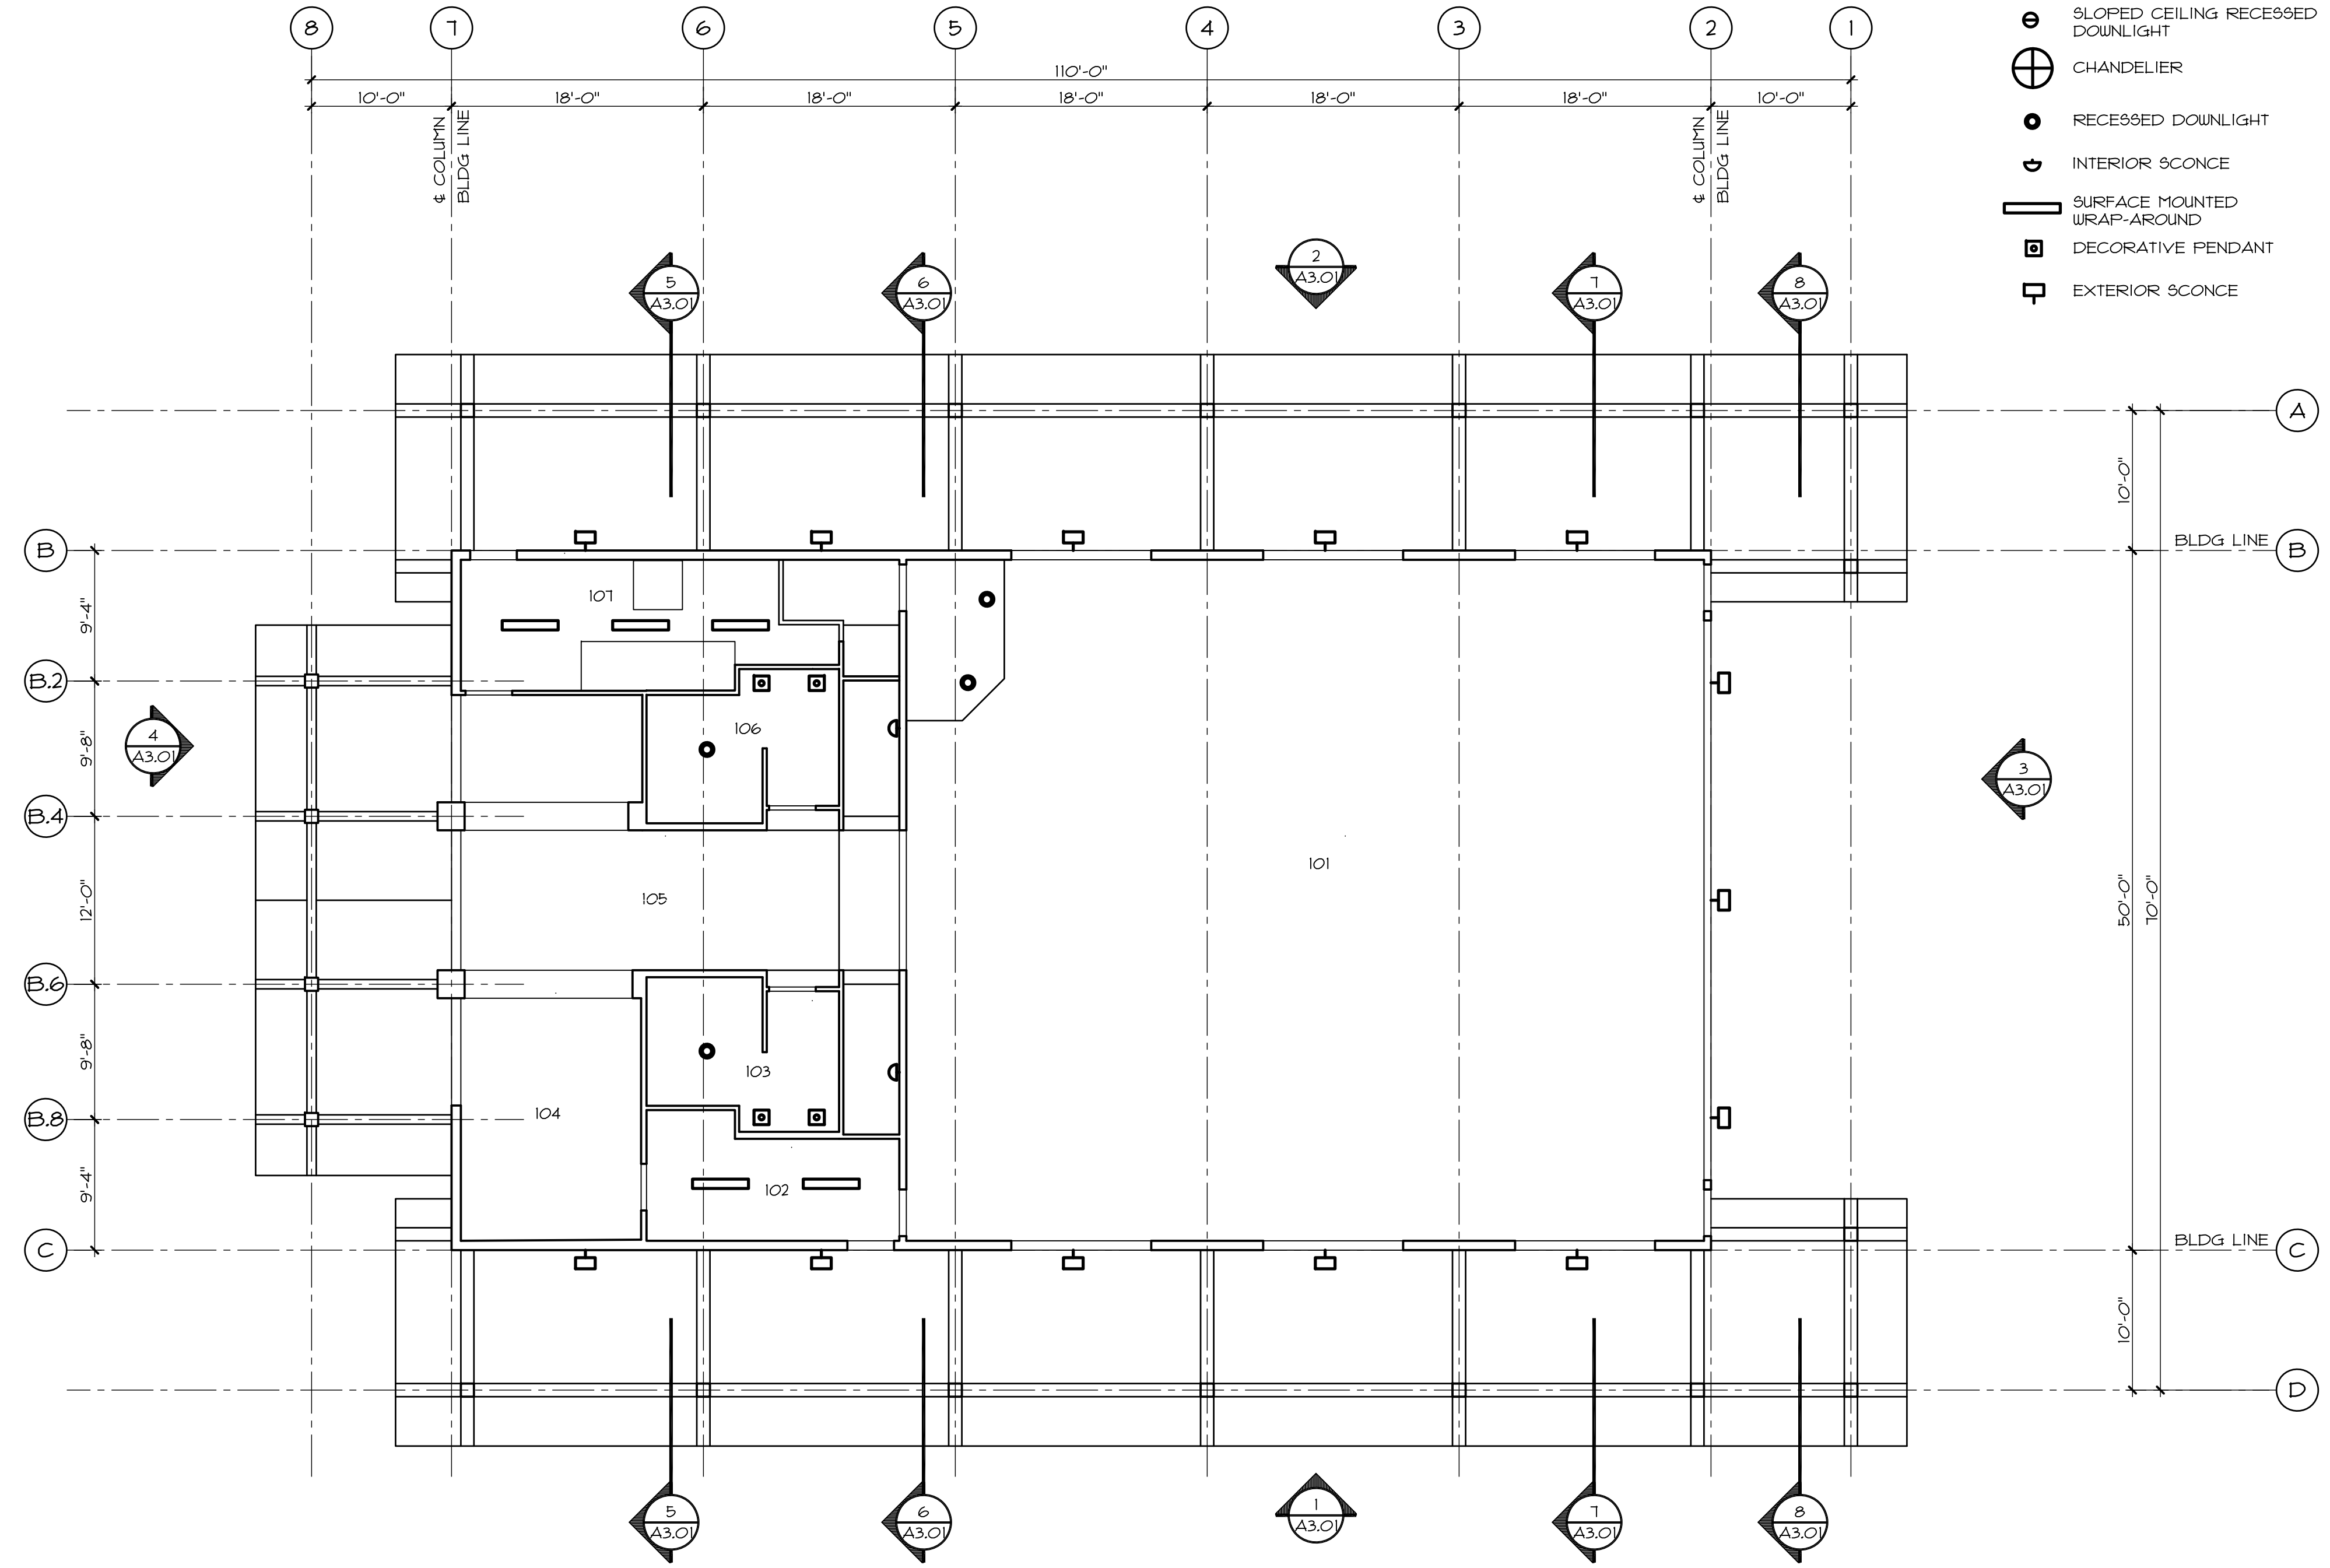 8 7 6 5 4 3 2 1
SLOPED CEILING RECESSED
DOWNLIGHT
CHANDELIER
RECESSED DOWNLIGHT
INTERIOR SCONCE
SURFACE MOUNTED
WRAP-AROUND
DECORATIVE PENDANT
EXTERIOR SCONCE
110'-0"
10'-0" 18'-0" 18'-0" 18'-0" 18'-0" 18'-0" 10'-0"
℄ COLUMN
BLDG LINE
℄ COLUMN
BLDG LINE
5
A3.01
6
A3.01
2
A3.01
7
A3.01
8
A3.01
A
10'-0"
B
BLDG LINE
B
9'-4"
107
B.2
106
9'-8"
4
A3.01
3
A3.01
B.4
101
105
12'-0"
50'-0"
70'-0"
B.6
9'-8"
103
104
B.8
9'-4"
102
C
BLDG LINE
C
10'-0"
D
5
A3.01
6
A3.01
1
A3.01
7
A3.01
8
A3.01